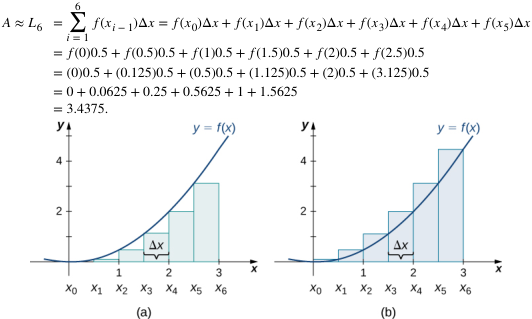 A ≈ L₆ = ∑ᵢ₌₁⁶ f(xᵢ₋₁)Δx = f(x₀)Δx + f(x₁)Δx + f(x₂)Δx + f(x₃)Δx + f(x₄)Δx + f(x₅)Δx
= f(0)0.5 + f(0.5)0.5 + f(1)0.5 + f(1.5)0.5 + f(2)0.5 + f(2.5)0.5
= (0)0.5 + (0.125)0.5 + (0.5)0.5 + (1.125)0.5 + (2)0.5 + (3.125)0.5
= 0 + 0.0625 + 0.25 + 0.5625 + 1 + 1.5625
= 3.4375.
y y = f(x)
4
2
Δx
1 2 3 x
x₀ x₁ x₂ x₃ x₄ x₅ x₆
(a)
y y = f(x)
4
2
Δx
1 2 3 x
x₀ x₁ x₂ x₃ x₄ x₅ x₆
(b)